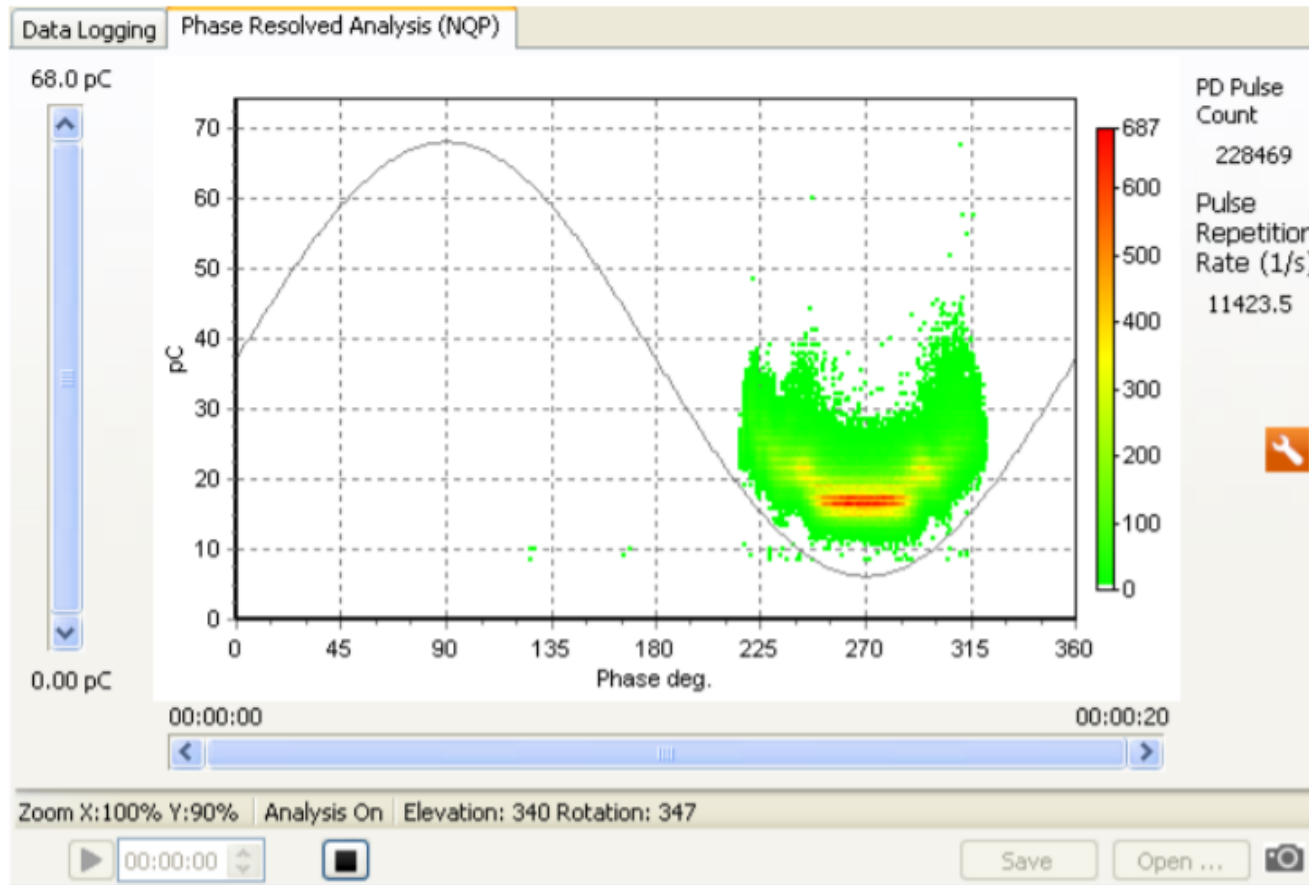 Data Logging
Phase Resolved Analysis (NQP)
68.0 pC
0.00 pC
pC
70
60
50
40
30
20
10
0
0 45 90 135 180 225 270 315 360
Phase deg.
687
600
500
400
300
200
100
0
PD Pulse
Count
228469
Pulse
Repetition
Rate (1/s)
11423.5
00:00:00 00:00:20
Zoom X:100% Y:90% Analysis On Elevation: 340 Rotation: 347
00:00:00
Save Open ...